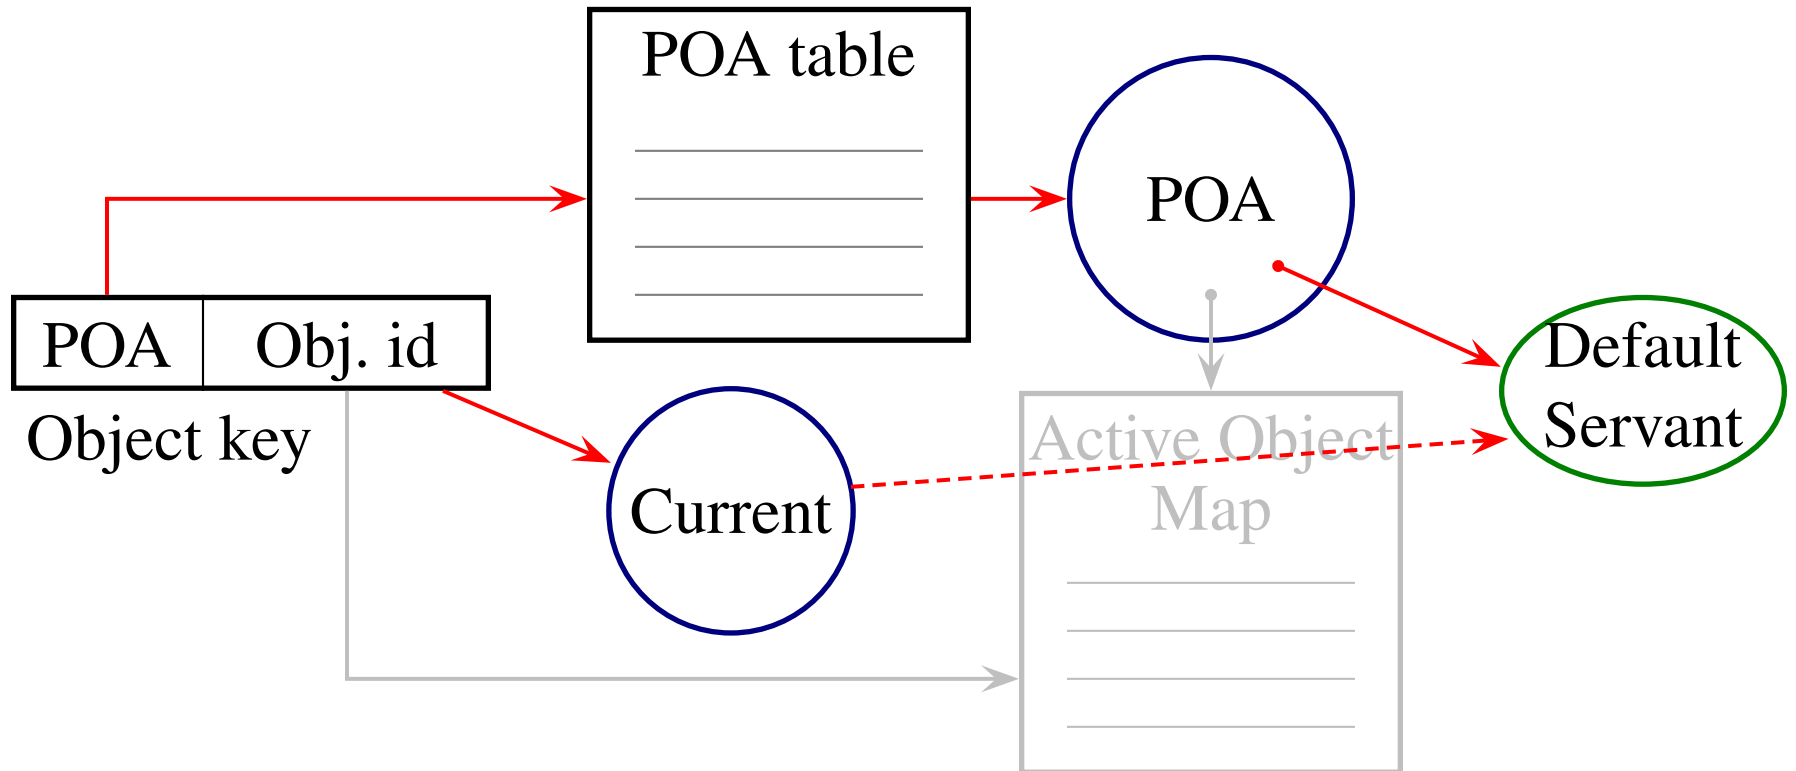 POA table
POA
POA
Obj. id
Object key
Default
Servant
Current
Active Object
Map